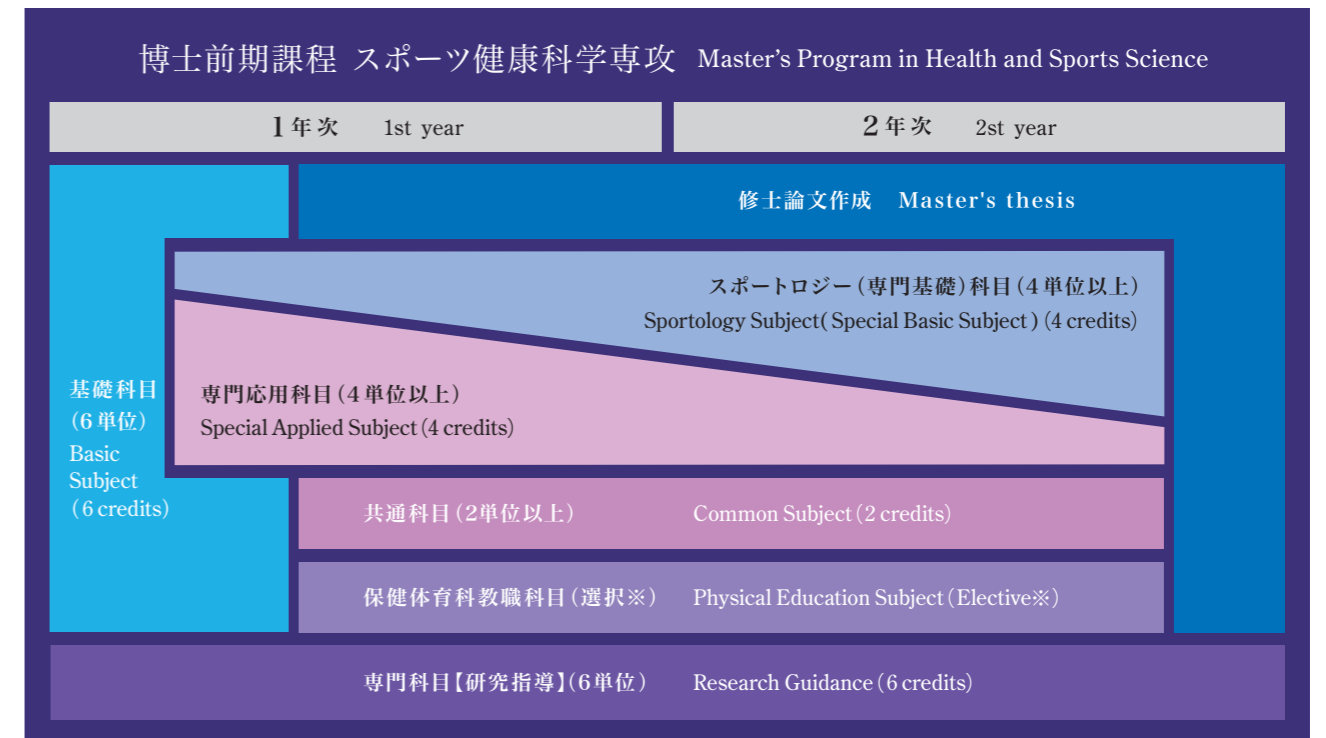 博士前期課程 スポーツ健康科学専攻 Master’s Program in Health and Sports Science
1年次 1st year
2年次 2st year
修士論文作成 Master's thesis
スポートロジー（専門基礎）科目（4単位以上）
Sportology Subject( Special Basic Subject ) (4 credits)
専門応用科目（4単位以上）
Special Applied Subject（4 credits）
基礎科目
（6単位）
Basic
Subject
（6 credits）
共通科目（2単位以上） Common Subject（2 credits）
保健体育科教職科目（選択※） Physical Education Subject（Elective※）
専門科目【研究指導】（6単位） Research Guidance（6 credits）